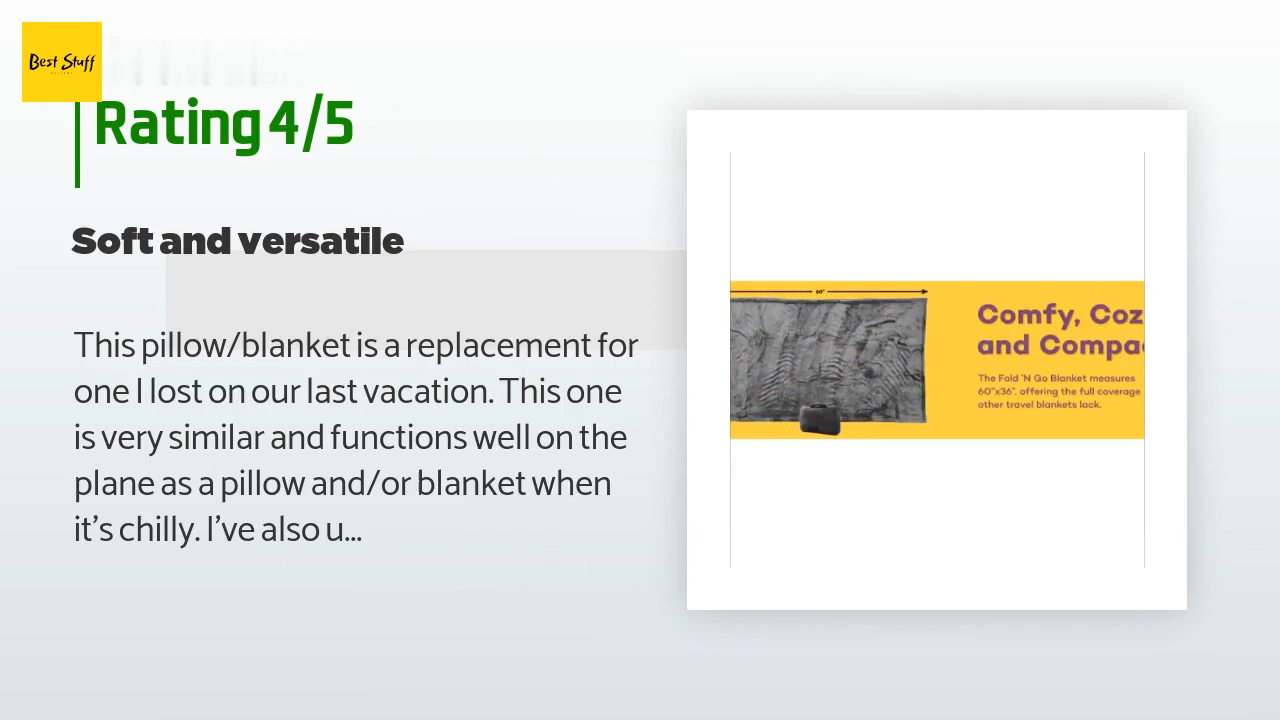 Best Stuff
Rating 4/5
Soft and versatile
This pillow/blanket is a replacement for
one I lost on our last vacation. This one
is very similar and functions well on the
plane as a pillow and/or blanket when
it's chilly. I've also u...
60"
Comfy, Coz
and Compa
The Fold 'N Go Blanket measures
60"x36", offering the full coverage
other travel blankets lack.